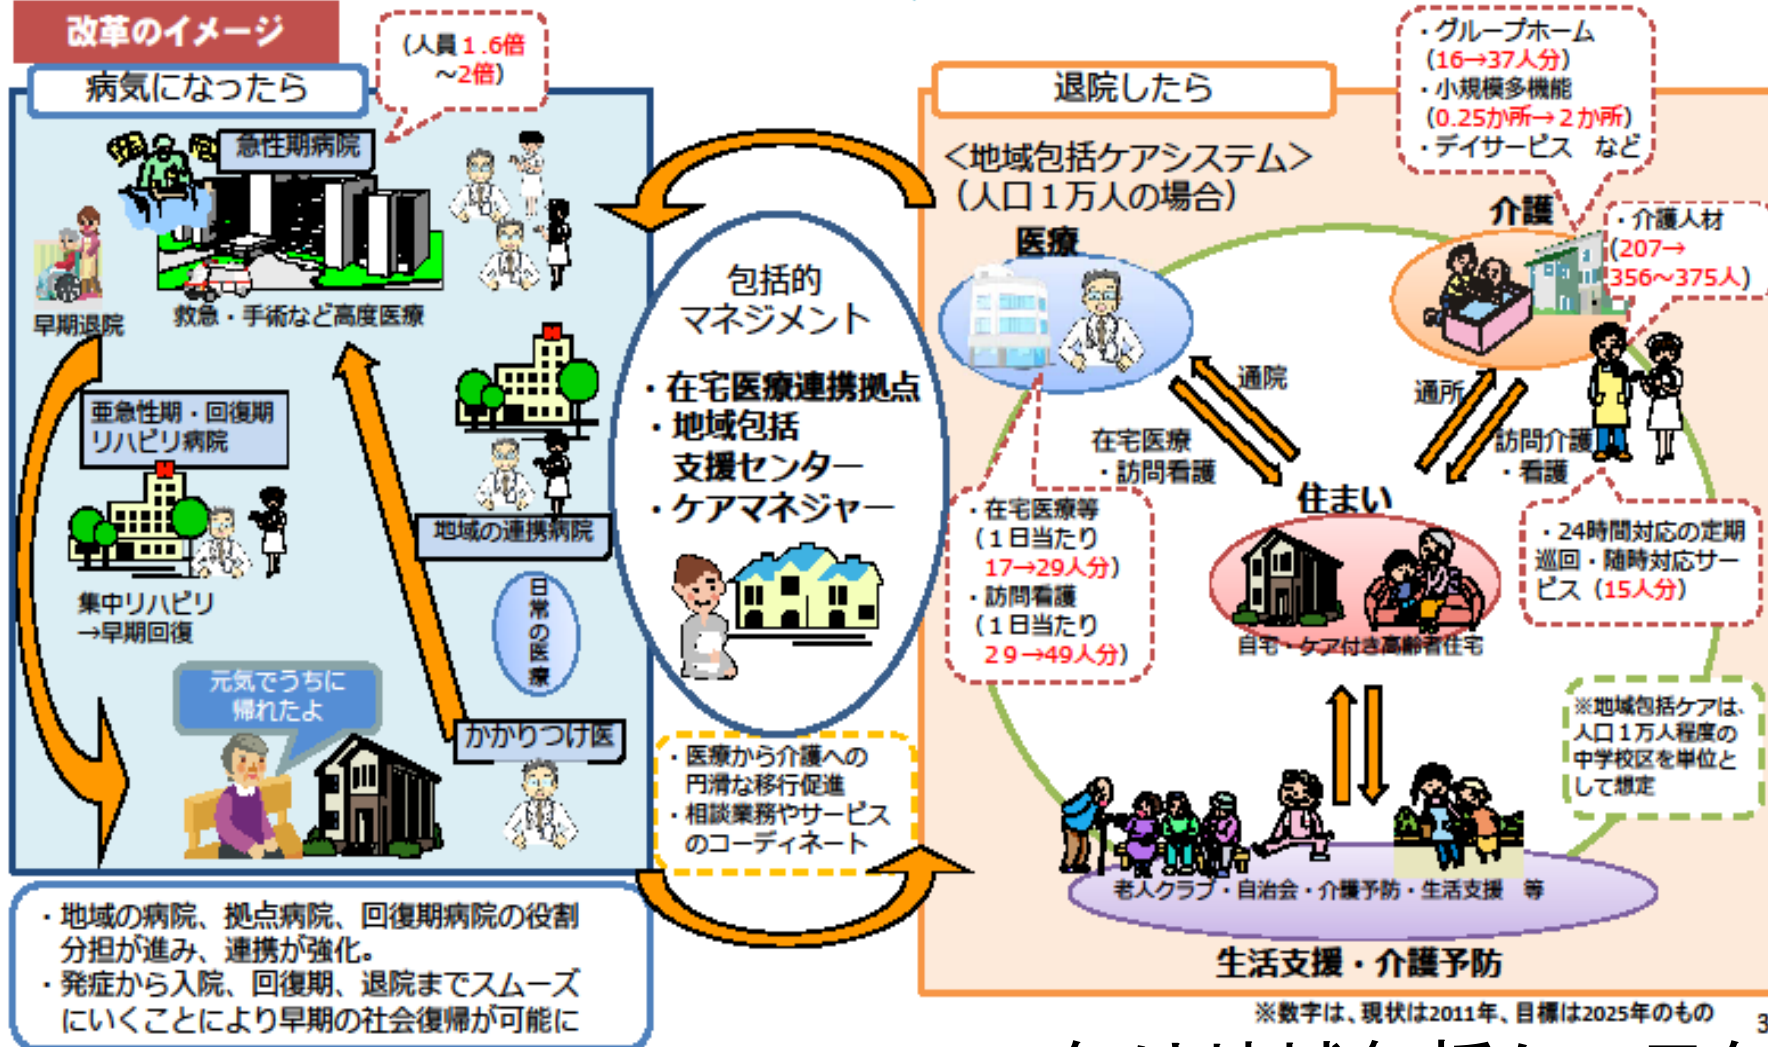 改革のイメージ
病気になったら
(人員1.6倍
～2倍)
急性期病院
早期退院
救急・手術など高度医療
亜急性期・回復期
リハビリ病院
集中リハビリ
→早期回復
地域の連携病院
日常の医療
元気でうちに
帰れたよ
かかりつけ医
・地域の病院、拠点病院、回復期病院の役割
分担が進み、連携が強化。
・発症から入院、回復期、退院までスムーズ
にいくことにより早期の社会復帰が可能に
包括的
マネジメント
・在宅医療連携拠点
・地域包括
支援センター
・ケアマネジャー
・医療から介護への
円滑な移行促進
・相談業務やサービス
のコーディネート
退院したら
＜地域包括ケアシステム＞
(人口１万人の場合)
・グループホーム
(16→37人分)
・小規模多機能
(0.25か所→２か所)
・デイサービス など
医療
介護
・介護人材
(207→
356～375人)
通院
在宅医療
・訪問看護
通所
訪問介護
・看護
・在宅医療等
(１日当たり
17→29人分)
・訪問看護
(１日当たり
２９→49人分)
住まい
自宅・ケア付き高齢者住宅
・24時間対応の定期
巡回・随時対応サー
ビス (15人分)
※地域包括ケアは、
人口１万人程度の
中学校区を単位と
して想定
老人クラブ・自治会・介護予防・生活支援 等
生活支援・介護予防
※数字は、現状は2011年、目標は2025年のもの
3